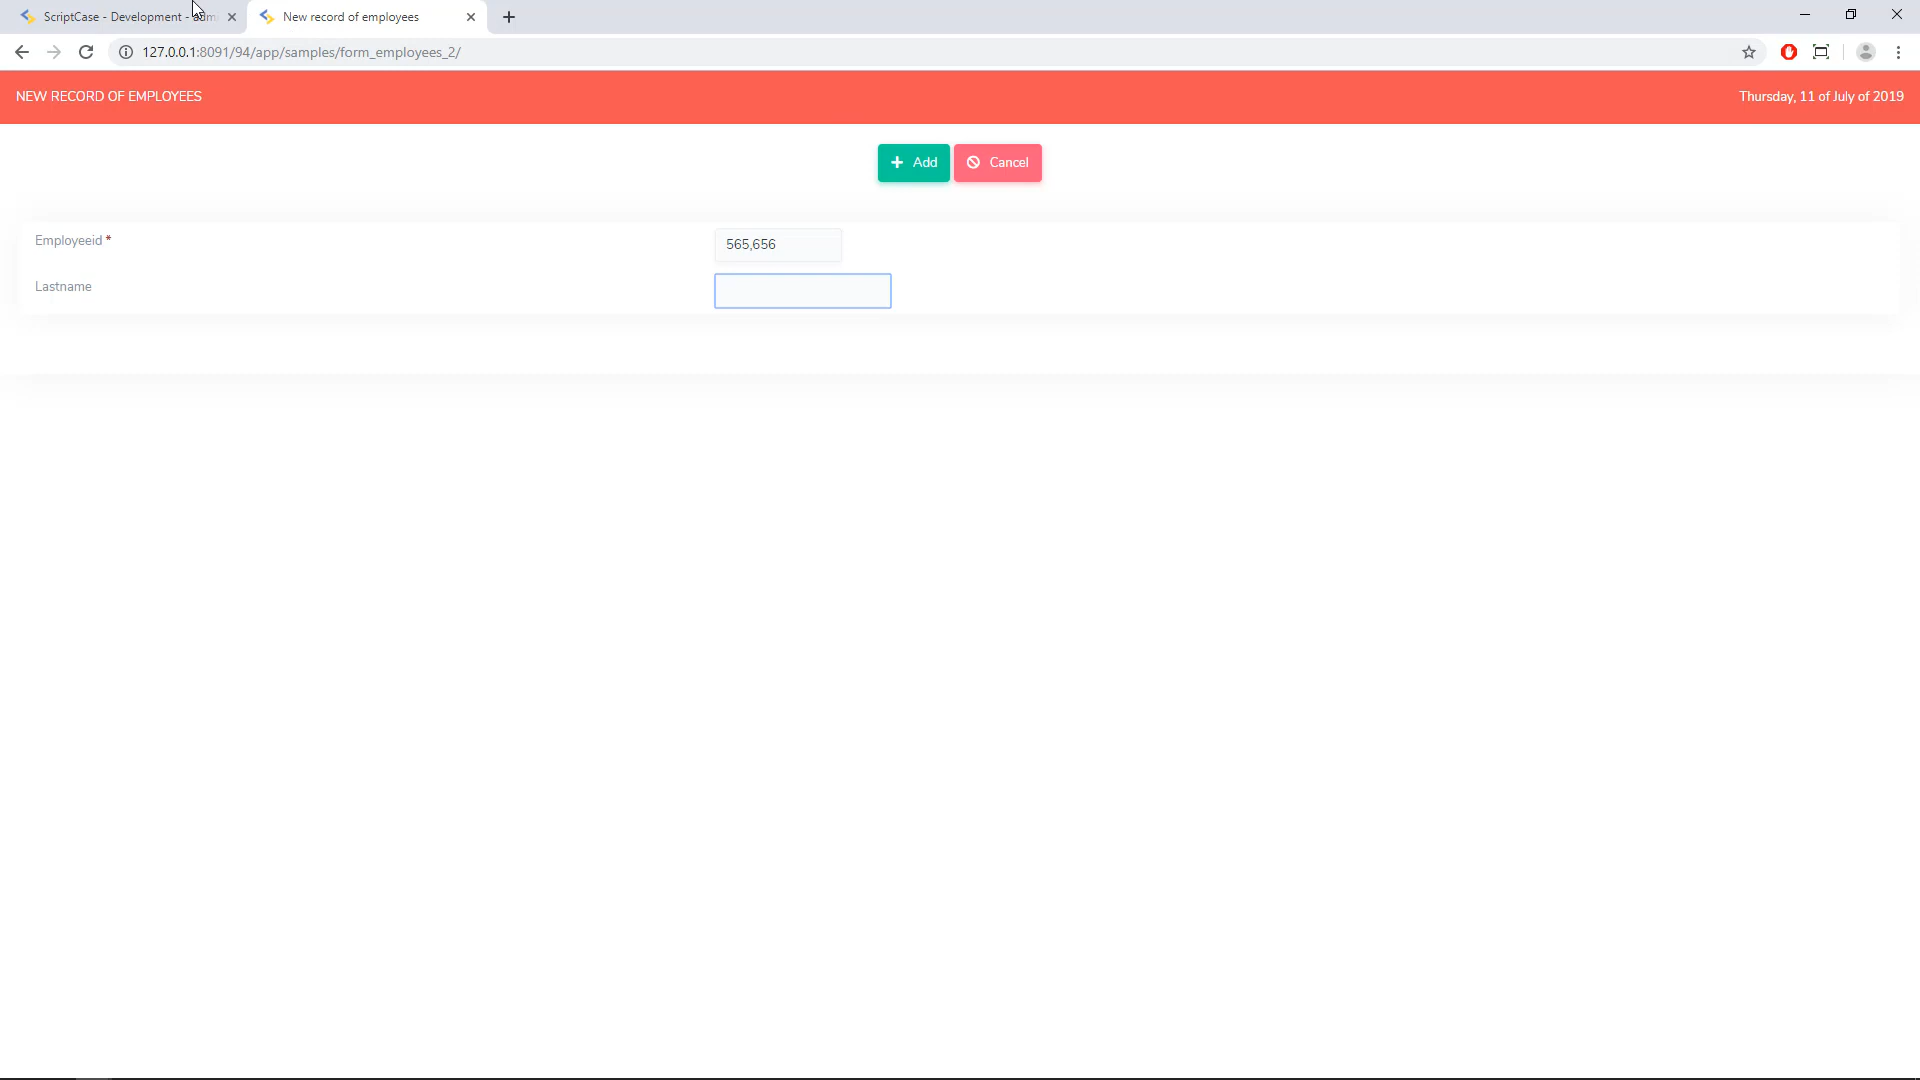 ScriptCase - Development -
New record of employees
127.0.0.1:8091/94/app/samples/form_employees_2/
NEW RECORD OF EMPLOYEES
Thursday, 11 of July of 2019
Add
Cancel
Employeeid *
565,656
Lastname